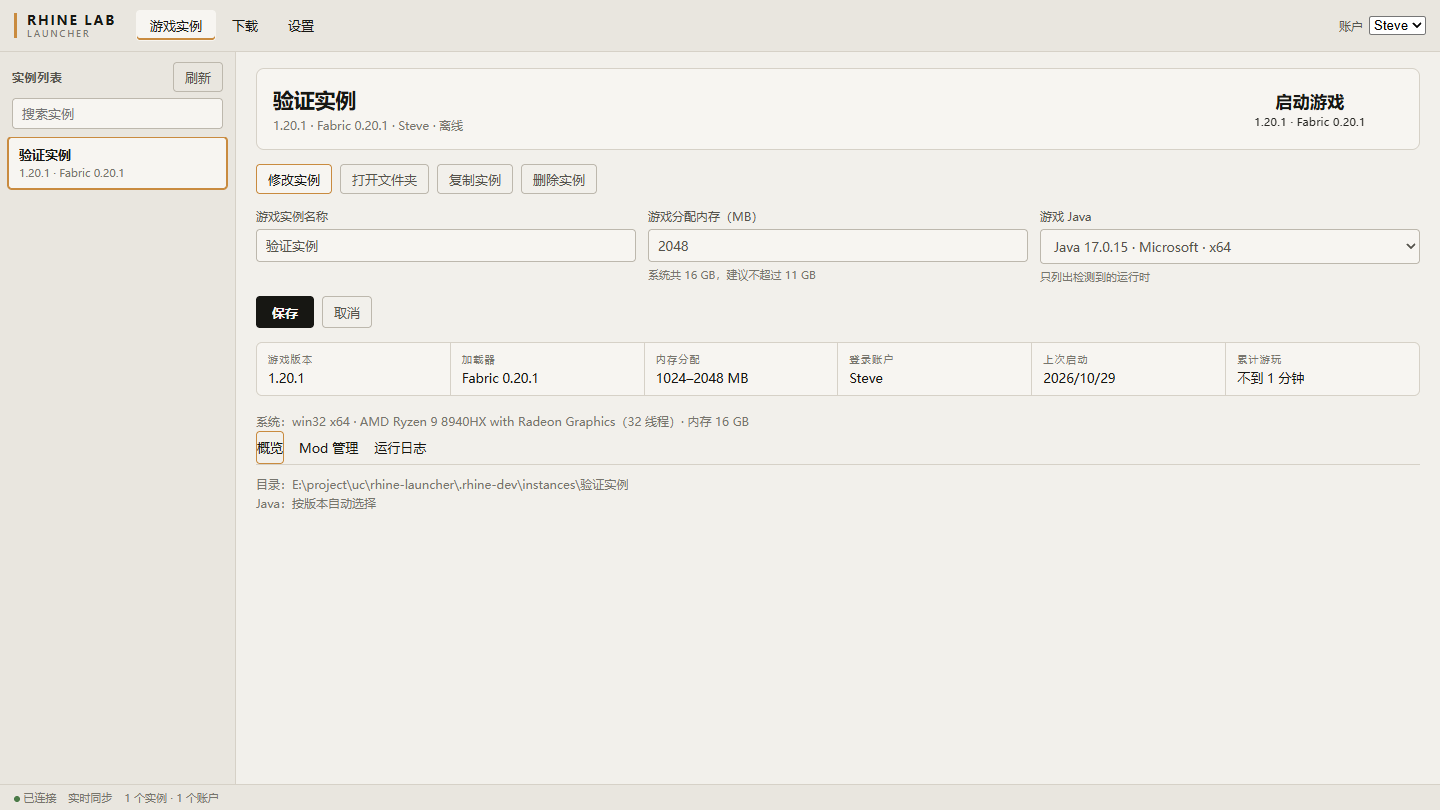 RHINE LAB
LAUNCHER
游戏实例
下载
设置
账户
Steve
实例列表
刷新
搜索实例
验证实例
1.20.1 · Fabric 0.20.1
验证实例
1.20.1 · Fabric 0.20.1 · Steve · 离线
启动游戏
1.20.1 · Fabric 0.20.1
修改实例
打开文件夹
复制实例
删除实例
游戏实例名称
验证实例
游戏分配内存（MB）
2048
系统共 16 GB，建议不超过 11 GB
游戏 Java
Java 17.0.15 · Microsoft · x64
只列出检测到的运行时
保存
取消
游戏版本
1.20.1
加载器
Fabric 0.20.1
内存分配
1024–2048 MB
登录账户
Steve
上次启动
2026/10/29
累计游玩
不到 1 分钟
系统：win32 x64 · AMD Ryzen 9 8940HX with Radeon Graphics（32 线程）· 内存 16 GB
概览
Mod 管理
运行日志
目录：E:\project\uc\rhine-launcher\.rhine-dev\instances\验证实例
Java：按版本自动选择
已连接
实时同步
1 个实例 · 1 个账户